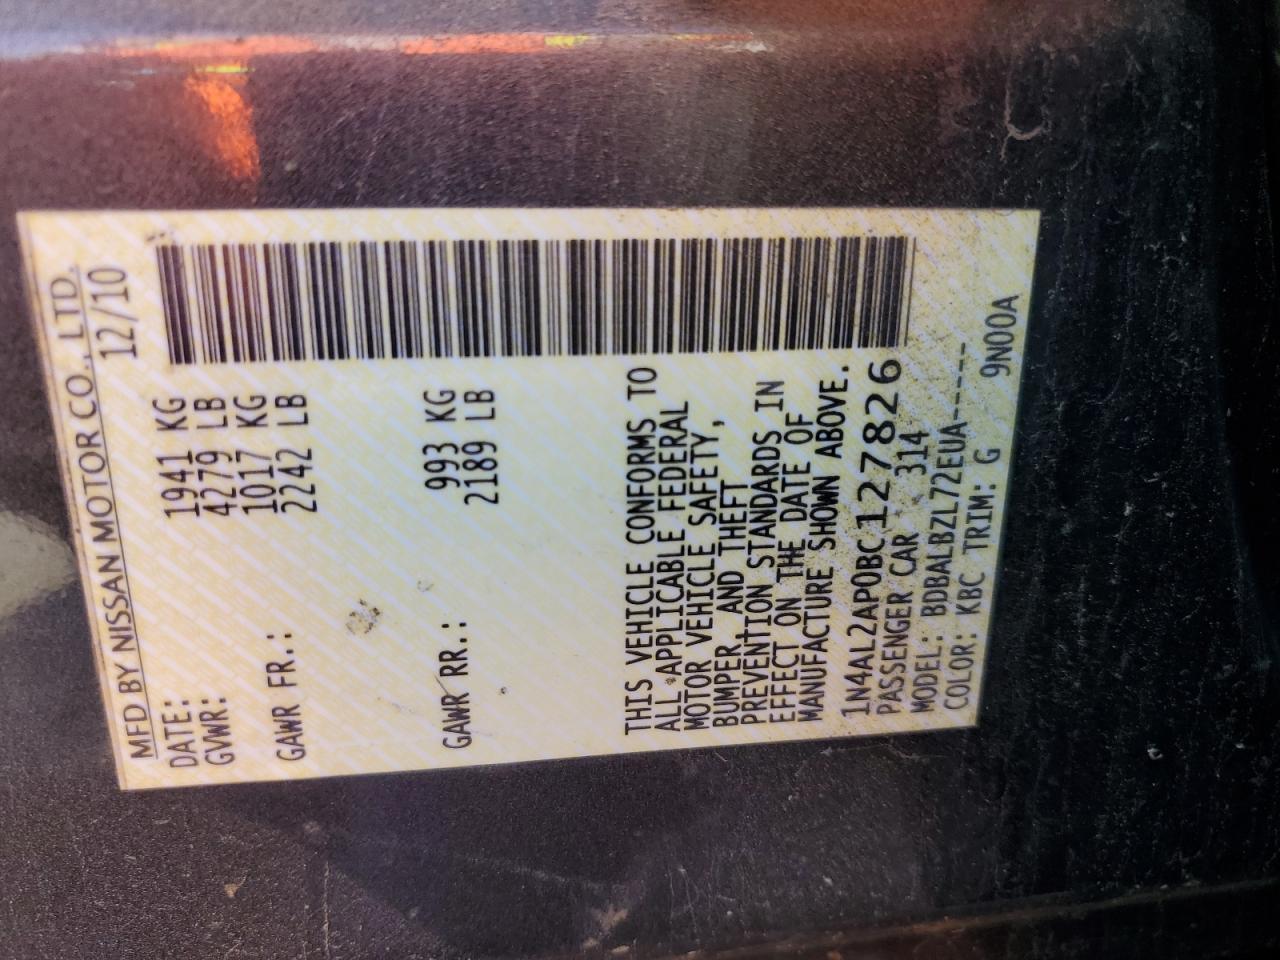 MFD BY NISSAN MOTOR CO., LTD.
DATE: 12/10
GVWR: 1941 KG
4279 LB
GAWR FR.: 1017 KG
2242 LB
GAWR RR.: 993 KG
2189 LB
THIS VEHICLE CONFORMS TO
ALL APPLICABLE FEDERAL
MOTOR VEHICLE SAFETY,
BUMPER AND THEFT
PREVENTION STANDARDS IN
EFFECT ON THE DATE OF
MANUFACTURE SHOWN ABOVE.
1N4AL2AP0BC127826
PASSENGER CAR 314
MODEL: BDBALBZL72EUA-----
COLOR: KBC TRIM: G 9N00A